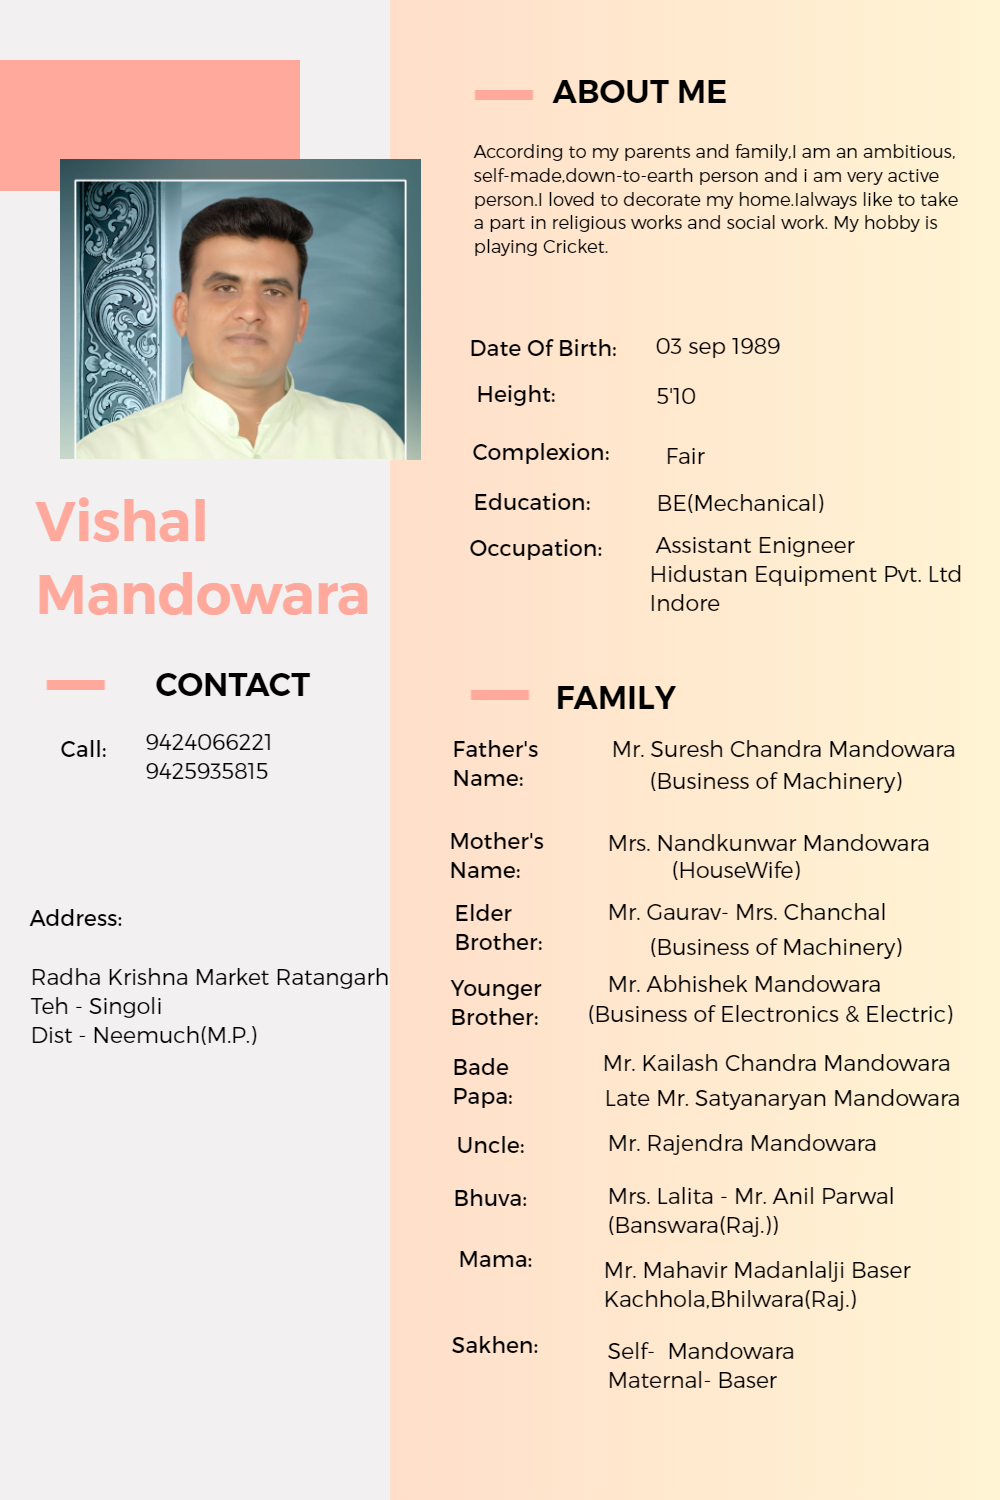 Vishal
Mandowara
CONTACT
Call:
9424066221
9425935815
Address:
Radha Krishna Market Ratangarh
Teh - Singoli
Dist - Neemuch(M.P.)
ABOUT ME
According to my parents and family,I am an ambitious,
self-made,down-to-earth person and i am very active
person.I loved to decorate my home.Ialways like to take
a part in religious works and social work. My hobby is
playing Cricket.
Date Of Birth: 03 sep 1989
Height: 5'10
Complexion: Fair
Education: BE(Mechanical)
Occupation: Assistant Enigneer
Hidustan Equipment Pvt. Ltd
Indore
FAMILY
Father's Mr. Suresh Chandra Mandowara
Name: (Business of Machinery)
Mother's Mrs. Nandkunwar Mandowara
Name: (HouseWife)
Elder Mr. Gaurav- Mrs. Chanchal
Brother: (Business of Machinery)
Younger Mr. Abhishek Mandowara
Brother: (Business of Electronics & Electric)
Bade Mr. Kailash Chandra Mandowara
Papa: Late Mr. Satyanaryan Mandowara
Uncle: Mr. Rajendra Mandowara
Bhuva: Mrs. Lalita - Mr. Anil Parwal
(Banswara(Raj.))
Mama: Mr. Mahavir Madanlalji Baser
Kachhola,Bhilwara(Raj.)
Sakhen: Self- Mandowara
Maternal- Baser